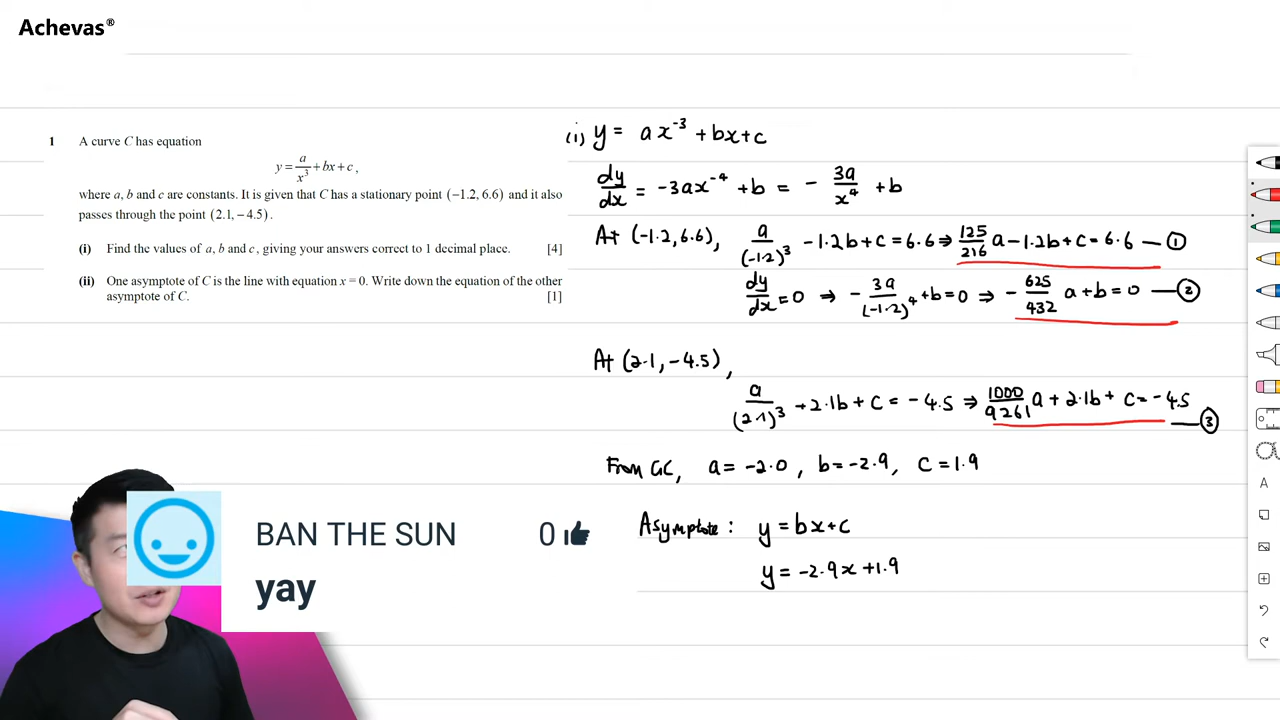 Achevas®
1 A curve C has equation
y = a/x³ + bx + c,
where a, b and c are constants. It is given that C has a stationary point (−1.2, 6.6) and it also
passes through the point (2.1, −4.5).
(i) Find the values of a, b and c, giving your answers correct to 1 decimal place. [4]
(ii) One asymptote of C is the line with equation x = 0. Write down the equation of the other
asymptote of C. [1]
(i) y = ax⁻³ + bx + c
dy/dx = -3ax⁻⁴ + b = - 3a/x⁴ + b
At (-1.2, 6.6), a/(-1.2)³ - 1.2b + c = 6.6 ⇒ 125/216 a - 1.2b + c = 6.6 — ①
dy/dx = 0 ⇒ - 3a/(-1.2)⁴ + b = 0 ⇒ - 625/432 a + b = 0 — ②
At (2.1, -4.5),
a/(2.1)³ + 2.1b + c = -4.5 ⇒ 1000/9261 a + 2.1b + c = -4.5 — ③
From GC, a = -2.0, b = -2.9, c = 1.9
Asymptote: y = bx + c
y = -2.9x + 1.9
BAN THE SUN 0
yay
A